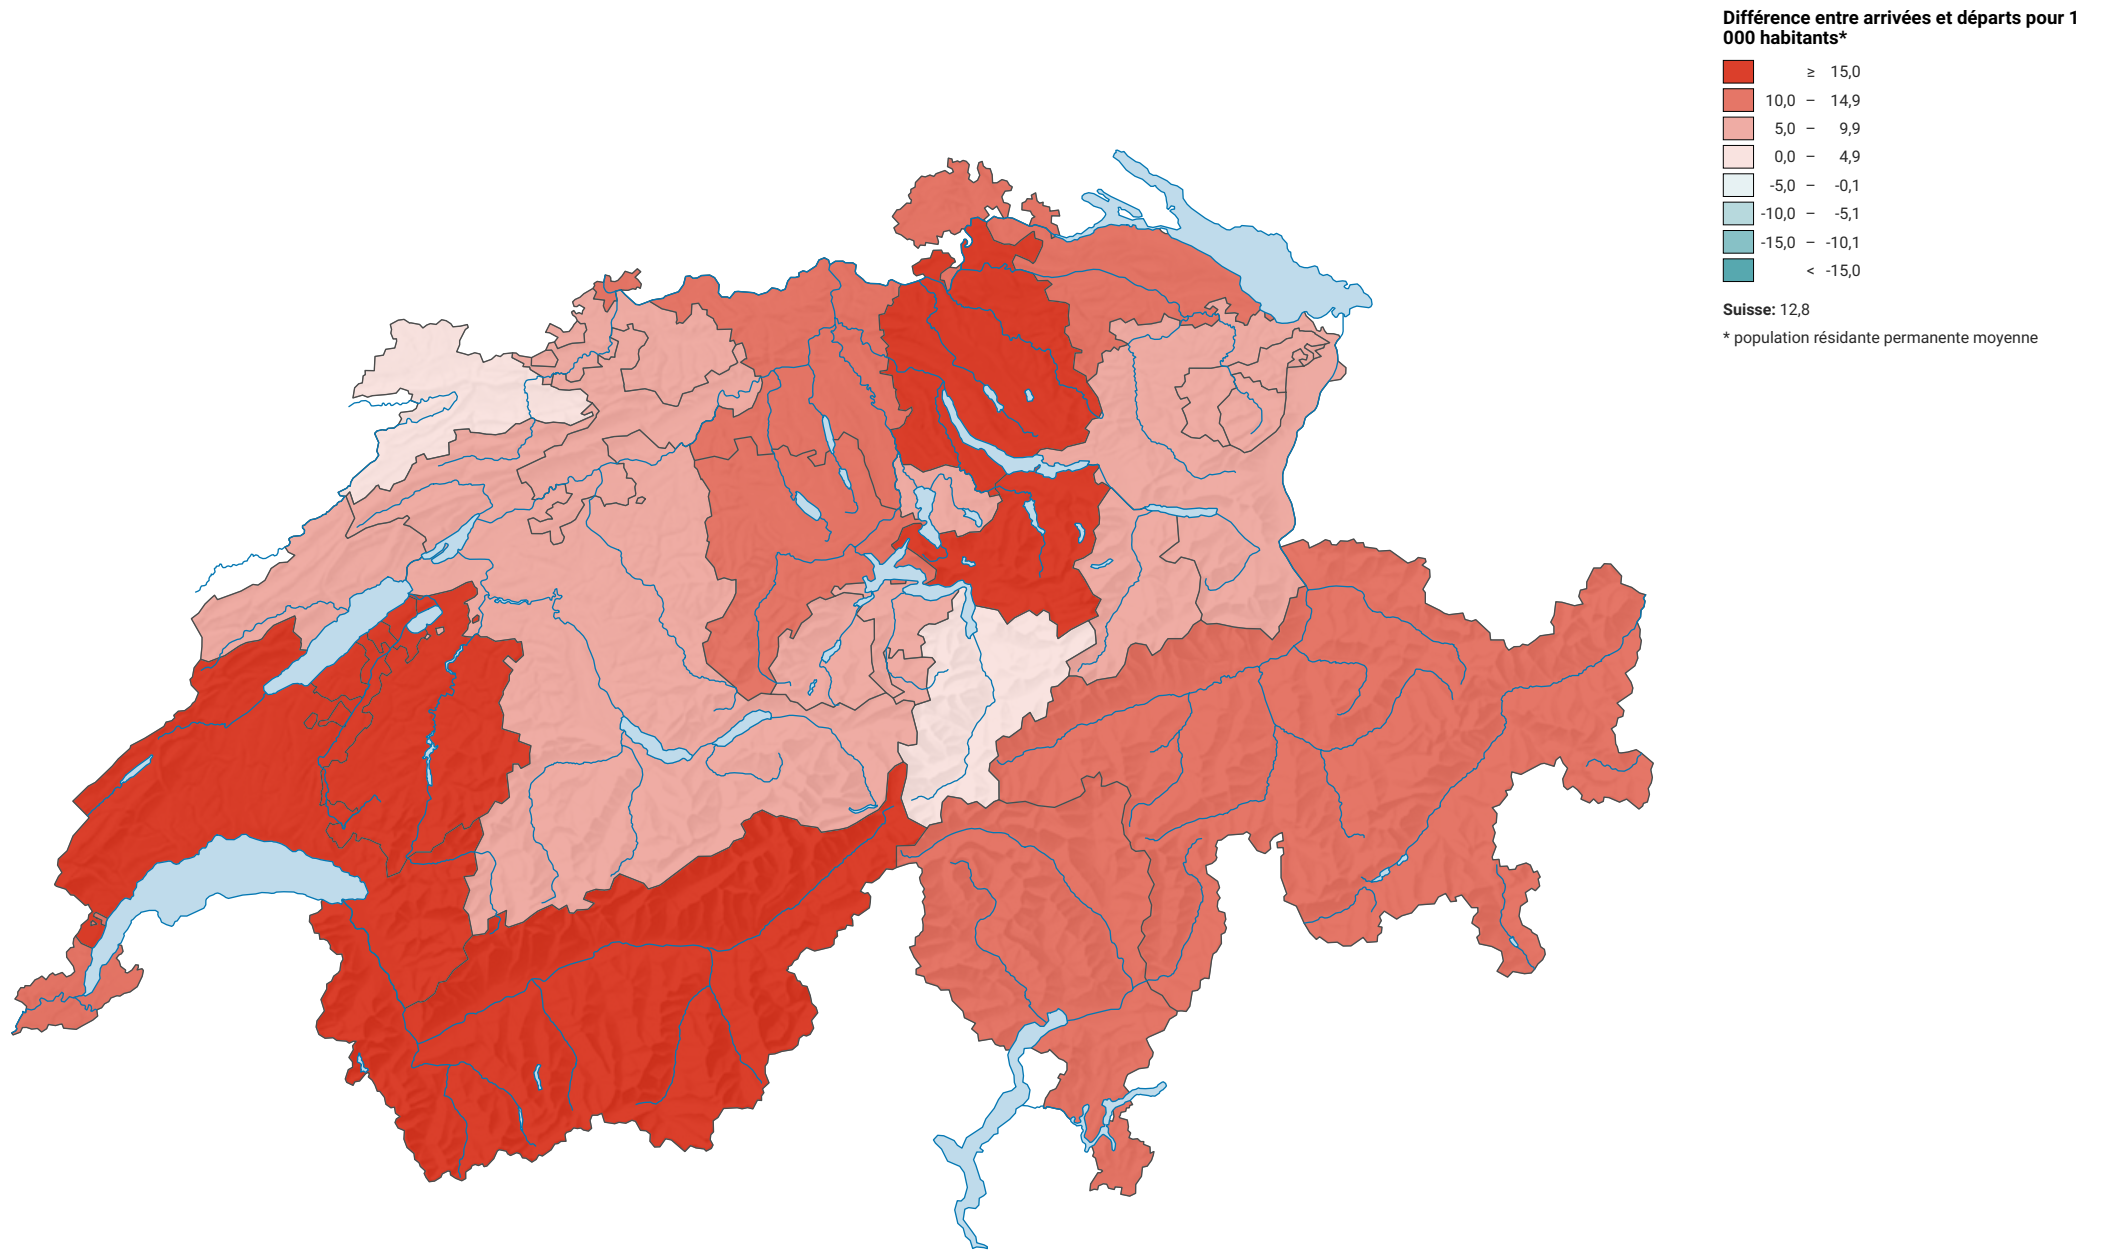 Différence entre arrivées et départs pour 1
000 habitants*
≥ 15,0
10,0 – 14,9
5,0 – 9,9
0,0 – 4,9
-5,0 – -0,1
-10,0 – -5,1
-15,0 – -10,1
< -15,0
Suisse: 12,8
* population résidante permanente moyenne